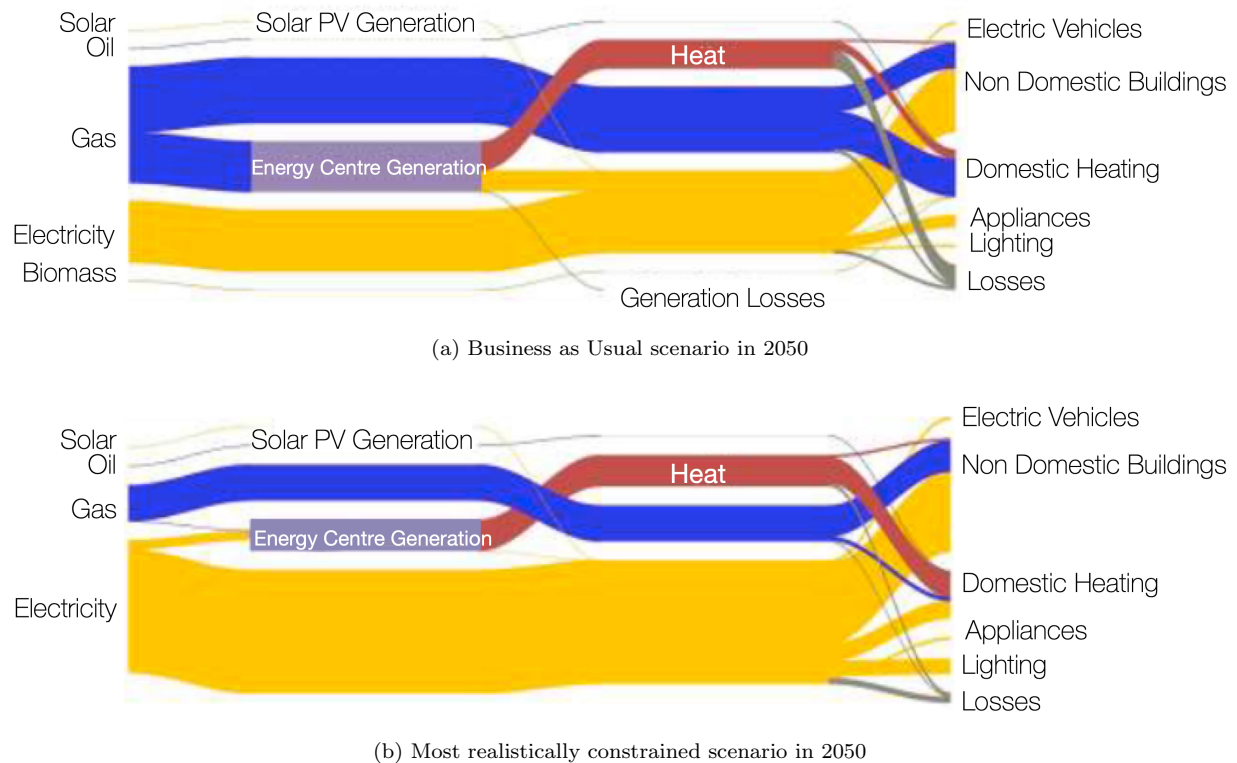 Solar
Solar PV Generation
Electric Vehicles
Oil
Heat
Non Domestic Buildings
Gas
Energy Centre Generation
Domestic Heating
Appliances
Electricity
Lighting
Biomass
Losses
Generation Losses
(a) Business as Usual scenario in 2050
Electric Vehicles
Solar
Solar PV Generation
Oil
Non Domestic Buildings
Heat
Gas
Energy Centre Generation
Domestic Heating
Electricity
Appliances
Lighting
Losses
(b) Most realistically constrained scenario in 2050